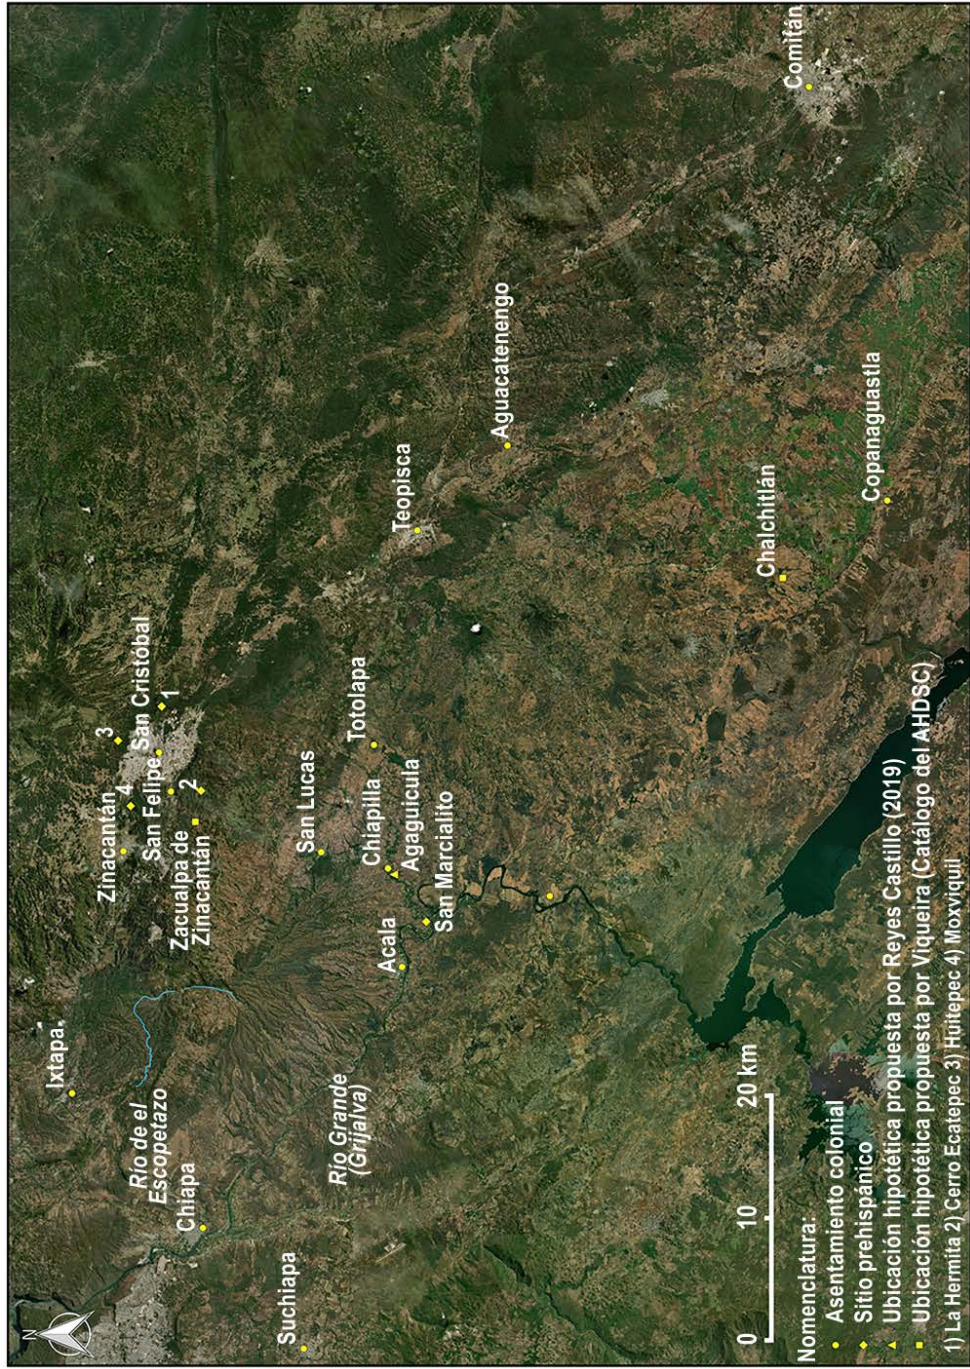 N
Ixtapa
Río de el
Escopetazo
Chiapa
Suchiapa
Río Grande
(Grijalva)
Zinacantán
4
3
San Felipe
San Cristóbal
1
2
Zacualpa de
Zinacantán
San Lucas
Totolapa
Chiapilla
Agaguicula
Acala
San Marcialito
Teopisca
Aguacatenengo
Comitán
Chalchitlán
Copanaguastla
0
10
20 km
Nomenclatura:
Asentamiento colonial
Sitio prehispánico
Ubicación hipotética propuesta por Reyes Castillo (2019)
Ubicación hipotética propuesta por Viqueira (Catálogo del AHDSC)
1) La Hermita 2) Cerro Ecatepec 3) Huitepec 4) Moxviquil